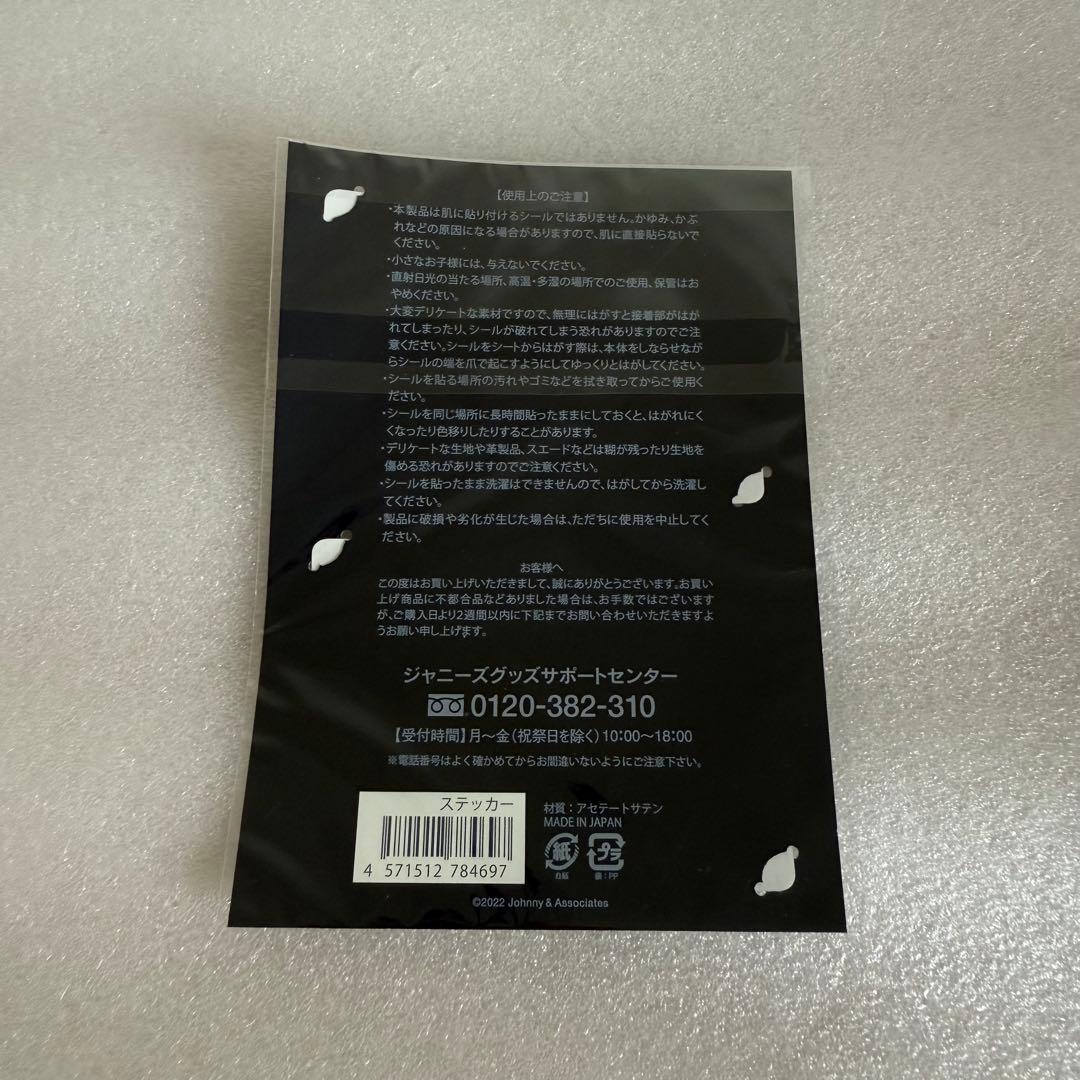 【使用上のご注意】
・本製品は肌に貼り付けるシールではありません。かゆみ、かぶ
れなどの原因になる場合がありますので、肌に直接貼らないで
ください。
・小さなお子様には、与えないでください。
・直射日光の当たる場所、高温・多湿の場所でのご使用、保管はお
やめください。
・大変デリケートな素材ですので、無理にはがすと接着部がはが
れてしまったり、シールが破れてしまう恐れがありますのでご注
意ください。シールをシートからはがす際は、本体をしならせなが
らシールの端を爪で起こすようにしてゆっくりとはがしてください。
・シールを貼る場所の汚れやゴミなどを拭き取ってからご使用く
ださい。
・シールを同じ場所に長時間貼ったままにしておくと、はがれにく
くなったり色移りしたりすることがあります。
・デリケートな生地や革製品、スエードなどは糊が残ったり生地を
傷める恐れがありますのでご注意ください。
・シールを貼ったまま洗濯はできませんので、はがしてから洗濯し
てください。
・製品に破損や劣化が生じた場合は、ただちに使用を中止してく
ださい。
お客様へ
この度はお買い上げいただきまして、誠にありがとうございます。お買い
上げ商品に不都合品などありました場合は、お手数ではございます
が、ご購入日より2週間以内に下記までお問い合わせいただきますよ
うお願い申し上げます。
ジャニーズグッズサポートセンター
0120-382-310
【受付時間】月～金(祝祭日を除く)10:00～18:00
※電話番号はよく確かめてからお間違いないようにご注意下さい。
ステッカー
4 571512 784697
材質：アセテートサテン
MADE IN JAPAN
紙 プラ
台紙 袋：PP
©2022 Johnny & Associates